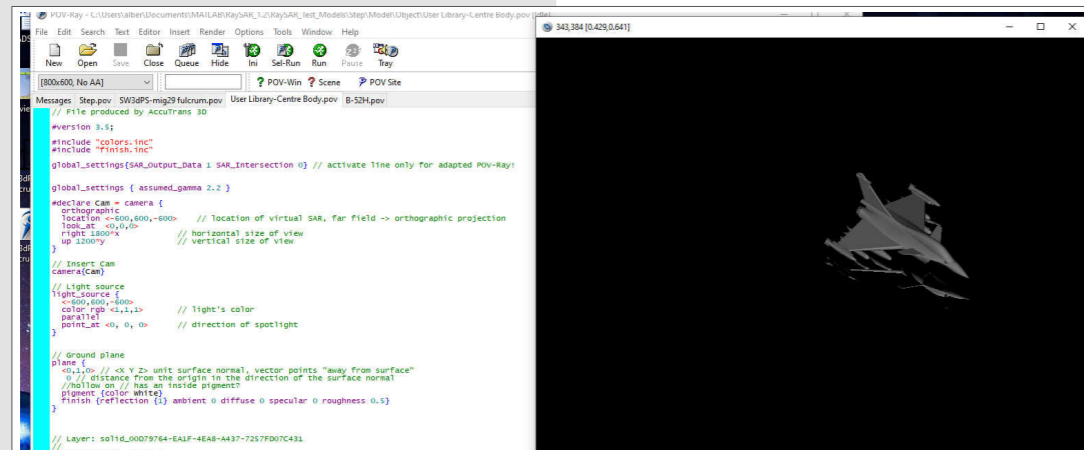 POV-Ray - C:\Users\alber\Documents\MATLAB\RaySAR_1.2\RaySAR_Test_Models\Step\Model\Object\User Library-Centre Body.pov [Idle]
File Edit Search Text Editor Insert Render Options Tools Window Help
New Open Save Close Queue Hide Ini Sel-Run Run Pause Tray
[800x600, No AA]
POV-Win Scene POV Site
Messages Step.pov SW3dPS-mig29 fulcrum.pov User Library-Centre Body.pov B-52H.pov
// File produced by AccuTrans 3D
#version 3.5;
#include "colors.inc"
#include "finish.inc"
global_settings{SAR_Output_Data 1 SAR_Intersection 0} // activate line only for adapted POV-Ray!
global_settings { assumed_gamma 2.2 }
#declare Cam = camera {
orthographic
location <-600,600,-600> // location of virtual SAR, far field -> orthographic projection
look_at <0,0,0>
right 1800*x // horizontal size of view
up 1200*y // vertical size of view
}
// Insert Cam
camera{Cam}
// Light source
light_source {
<-600,600,-600>
color rgb <1,1,1> // light's color
parallel
point_at <0, 0, 0> // direction of spotlight
}
// Ground plane
plane {
<0,1,0> // <X Y Z> unit surface normal, vector points "away from surface"
0 // distance from the origin in the direction of the surface normal
//hollow on // has an inside pigment?
pigment {color White}
finish {reflection {1} ambient 0 diffuse 0 specular 0 roughness 0.5}
}
// Layer: solid_00D79764-EA1F-4EA8-A437-7257FD07C431
//
343,384 [0.429,0.641]